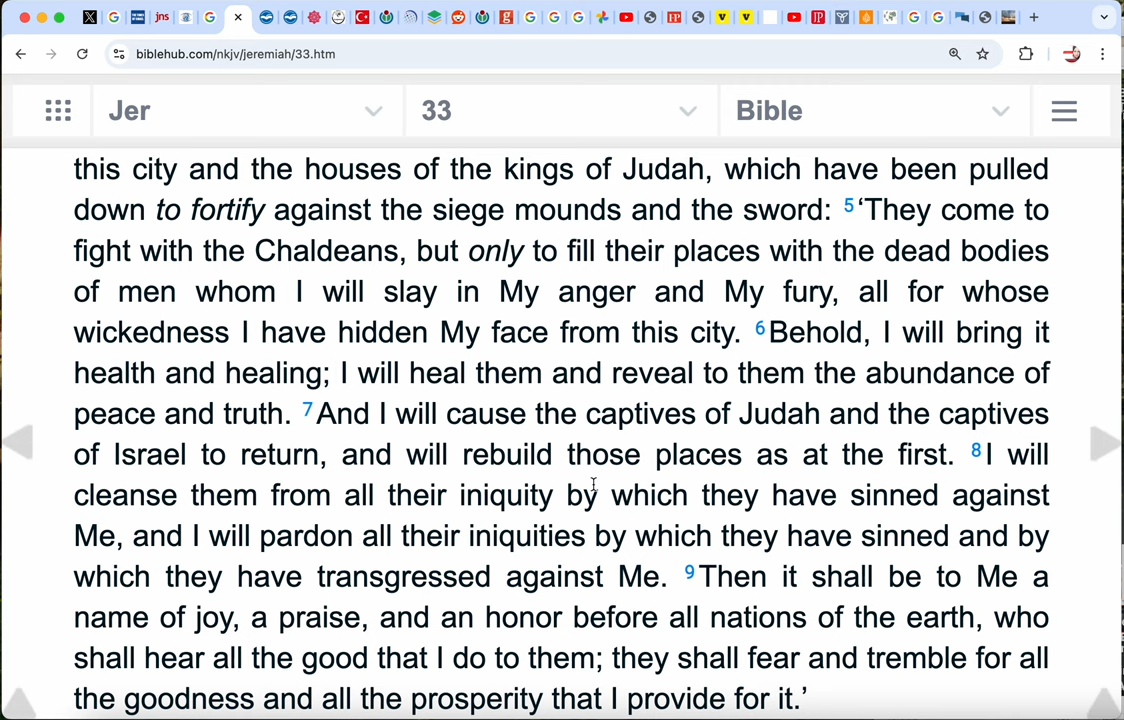 jns
FP
V
V
JP
biblehub.com/nkjv/jeremiah/33.htm
Jer
33
Bible
this city and the houses of the kings of Judah, which have been pulled
down to fortify against the siege mounds and the sword: 5‘They come to
fight with the Chaldeans, but only to fill their places with the dead bodies
of men whom I will slay in My anger and My fury, all for whose
wickedness I have hidden My face from this city. 6Behold, I will bring it
health and healing; I will heal them and reveal to them the abundance of
peace and truth. 7And I will cause the captives of Judah and the captives
of Israel to return, and will rebuild those places as at the first. 8I will
cleanse them from all their iniquity by which they have sinned against
Me, and I will pardon all their iniquities by which they have sinned and by
which they have transgressed against Me. 9Then it shall be to Me a
name of joy, a praise, and an honor before all nations of the earth, who
shall hear all the good that I do to them; they shall fear and tremble for all
the goodness and all the prosperity that I provide for it.’